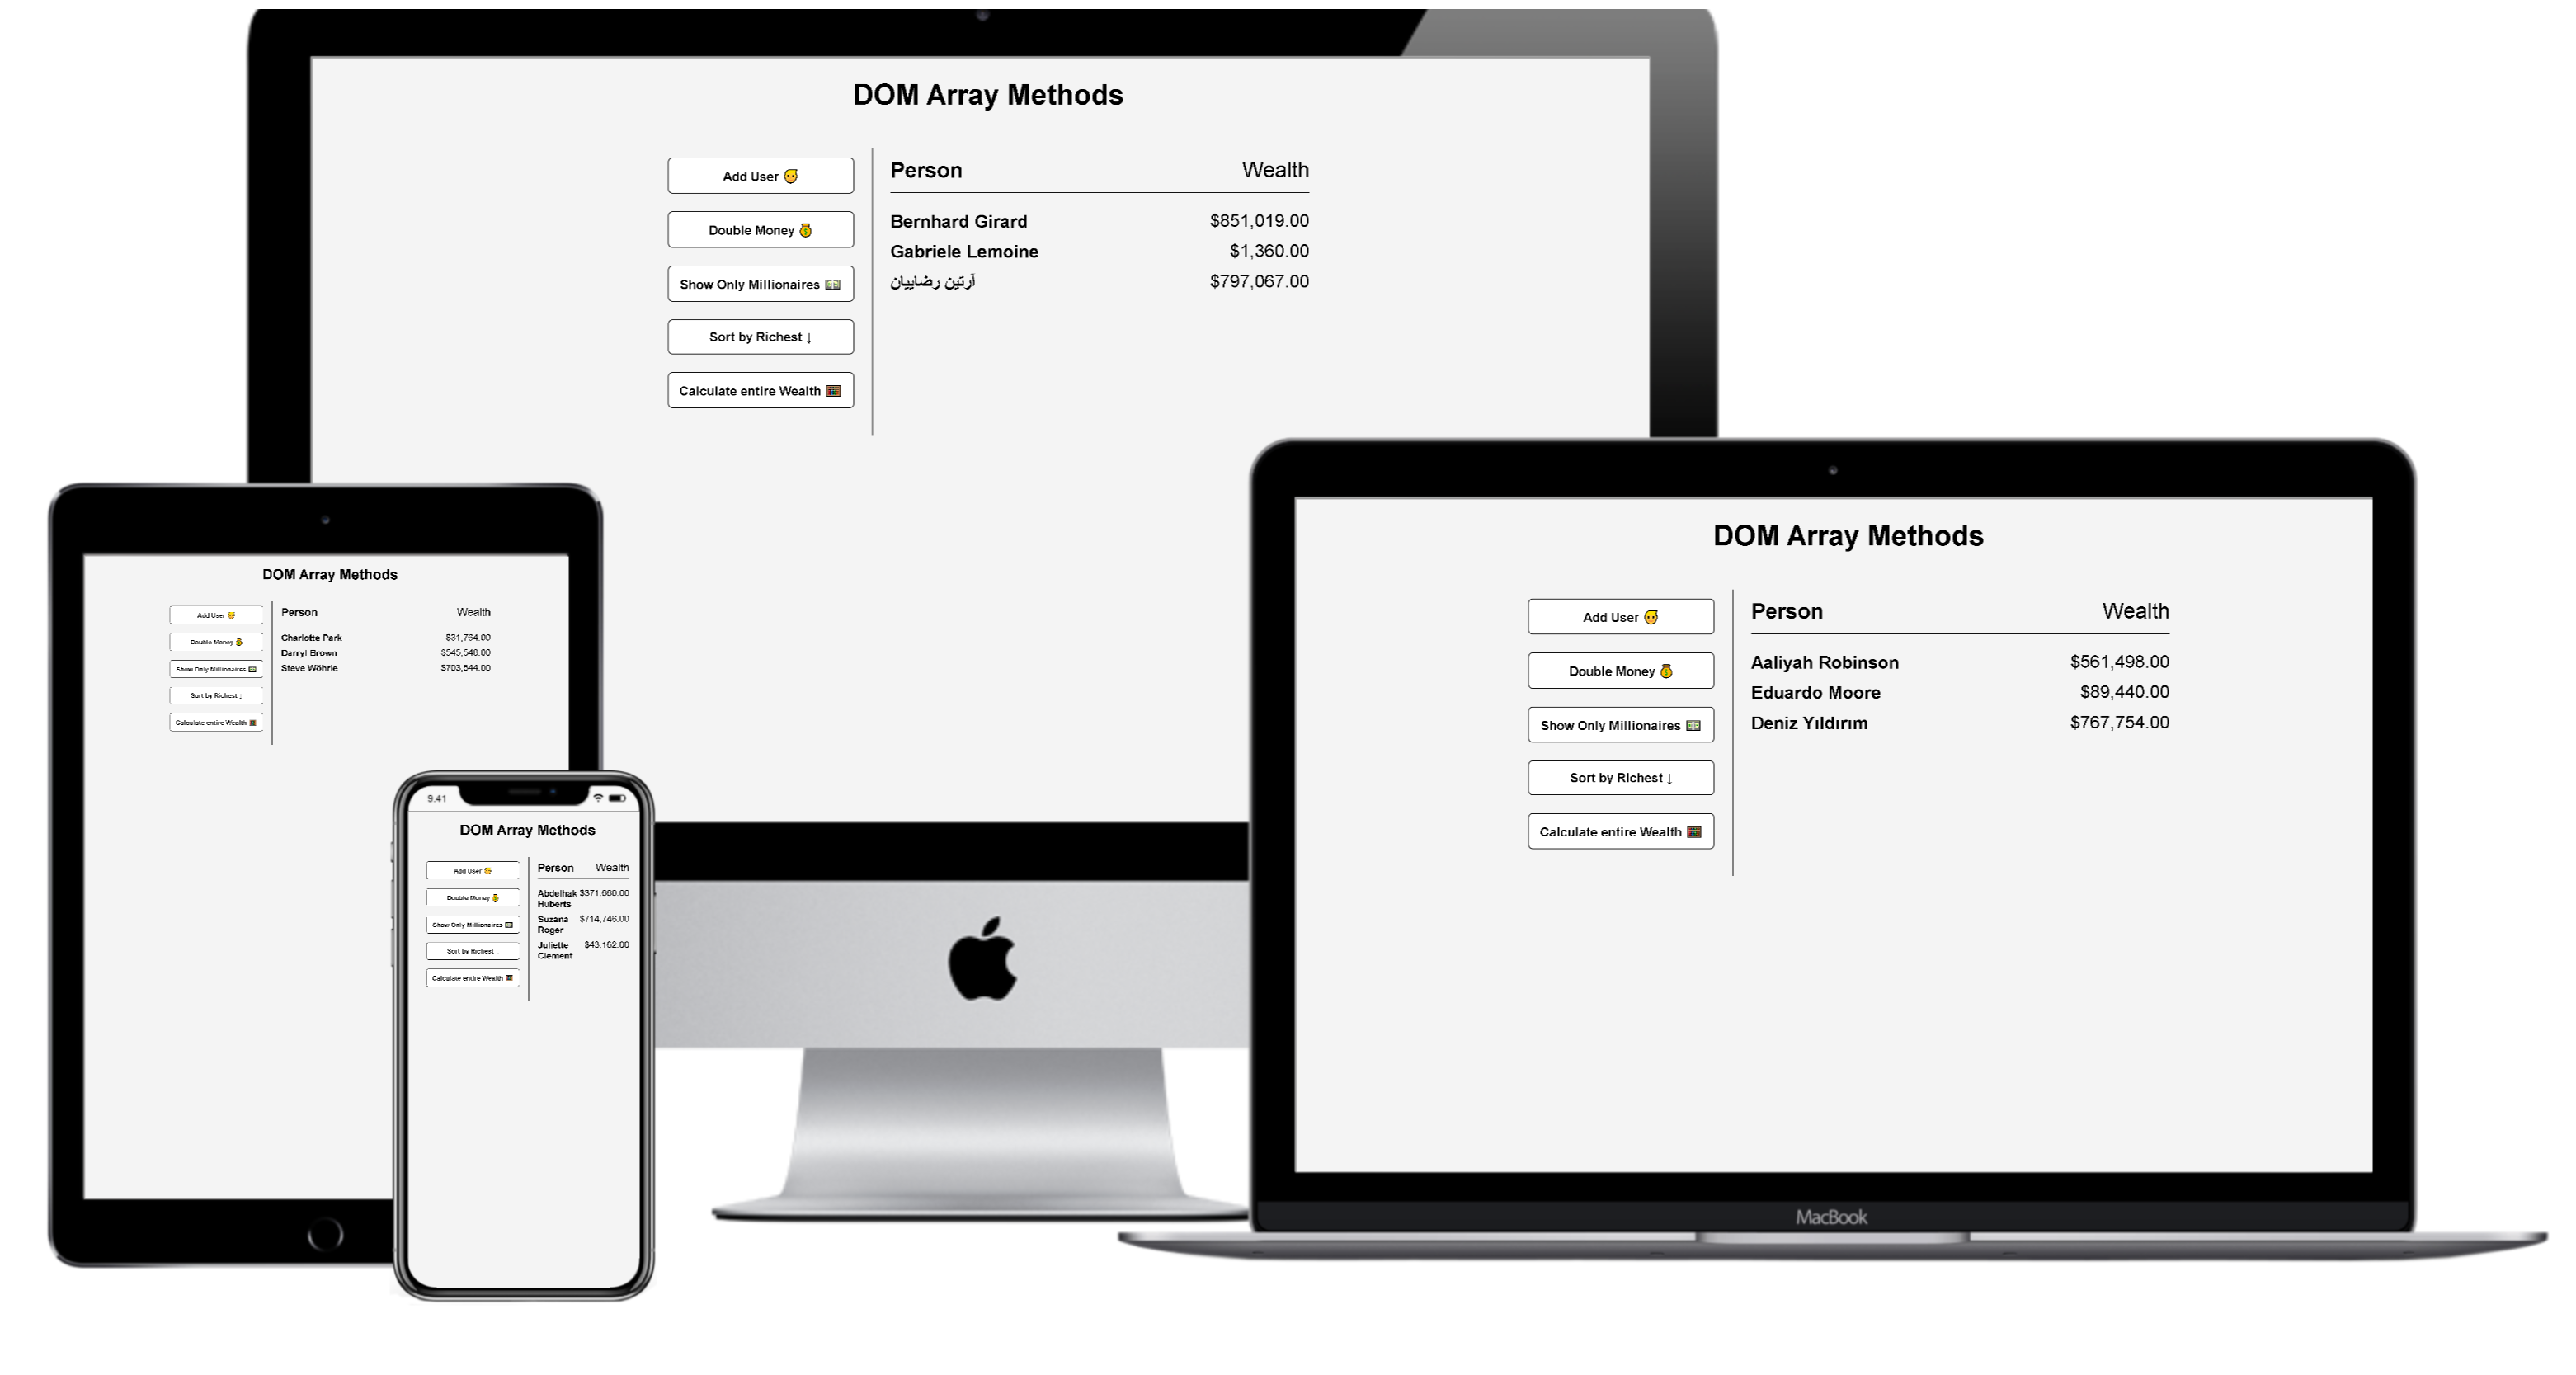 DOM Array Methods
Add User
Double Money
Show Only Millionaires
Sort by Richest ↓
Calculate entire Wealth
Person Wealth
Bernhard Girard $851,019.00
Gabriele Lemoine $1,360.00
آرتین رضاییان $797,067.00
DOM Array Methods
Add User
Double Money
Show Only Millionaires
Sort by Richest ↓
Calculate entire Wealth
Person Wealth
Charlotte Park $31,764.00
Darryl Brown $545,548.00
Steve Wöhrle $703,544.00
9.41
DOM Array Methods
Add User
Double Money
Show Only Millionaires
Sort by Richest ↓
Calculate entire Wealth
Person Wealth
Abdelhak $371,660.00
Huberts
Suzana $714,746.00
Roger
Juliette $43,162.00
Clement
DOM Array Methods
Add User
Double Money
Show Only Millionaires
Sort by Richest ↓
Calculate entire Wealth
Person Wealth
Aaliyah Robinson $561,498.00
Eduardo Moore $89,440.00
Deniz Yıldırım $767,754.00
MacBook